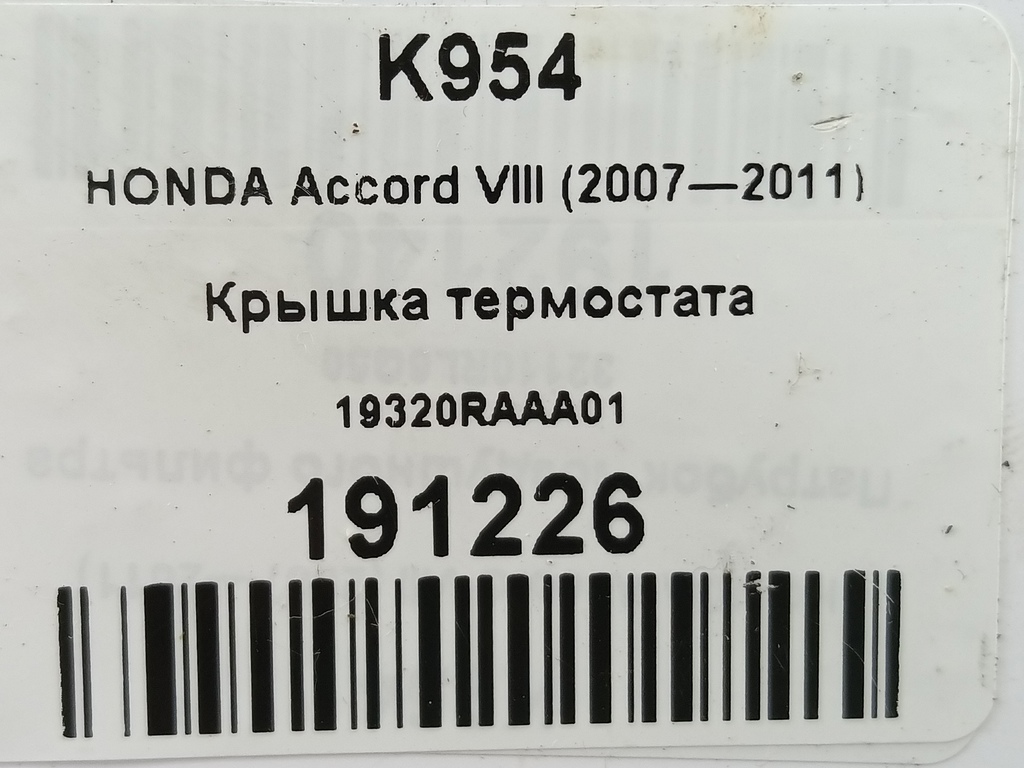 K954
HONDA Accord VIII (2007—2011)
Крышка термостата
19320RAAA01
191226